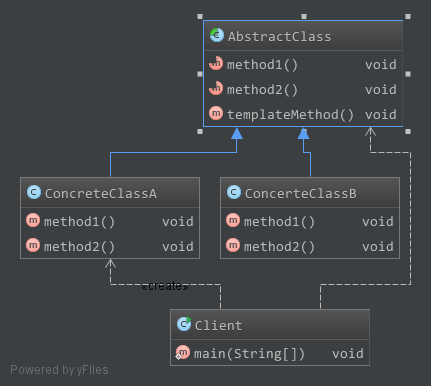 AbstractClass
method1() void
method2() void
templateMethod() void
ConcreteClassA
method1() void
method2() void
ConcerteClassB
method1() void
method2() void
«create»
Client
main(String[]) void
Powered by yFiles